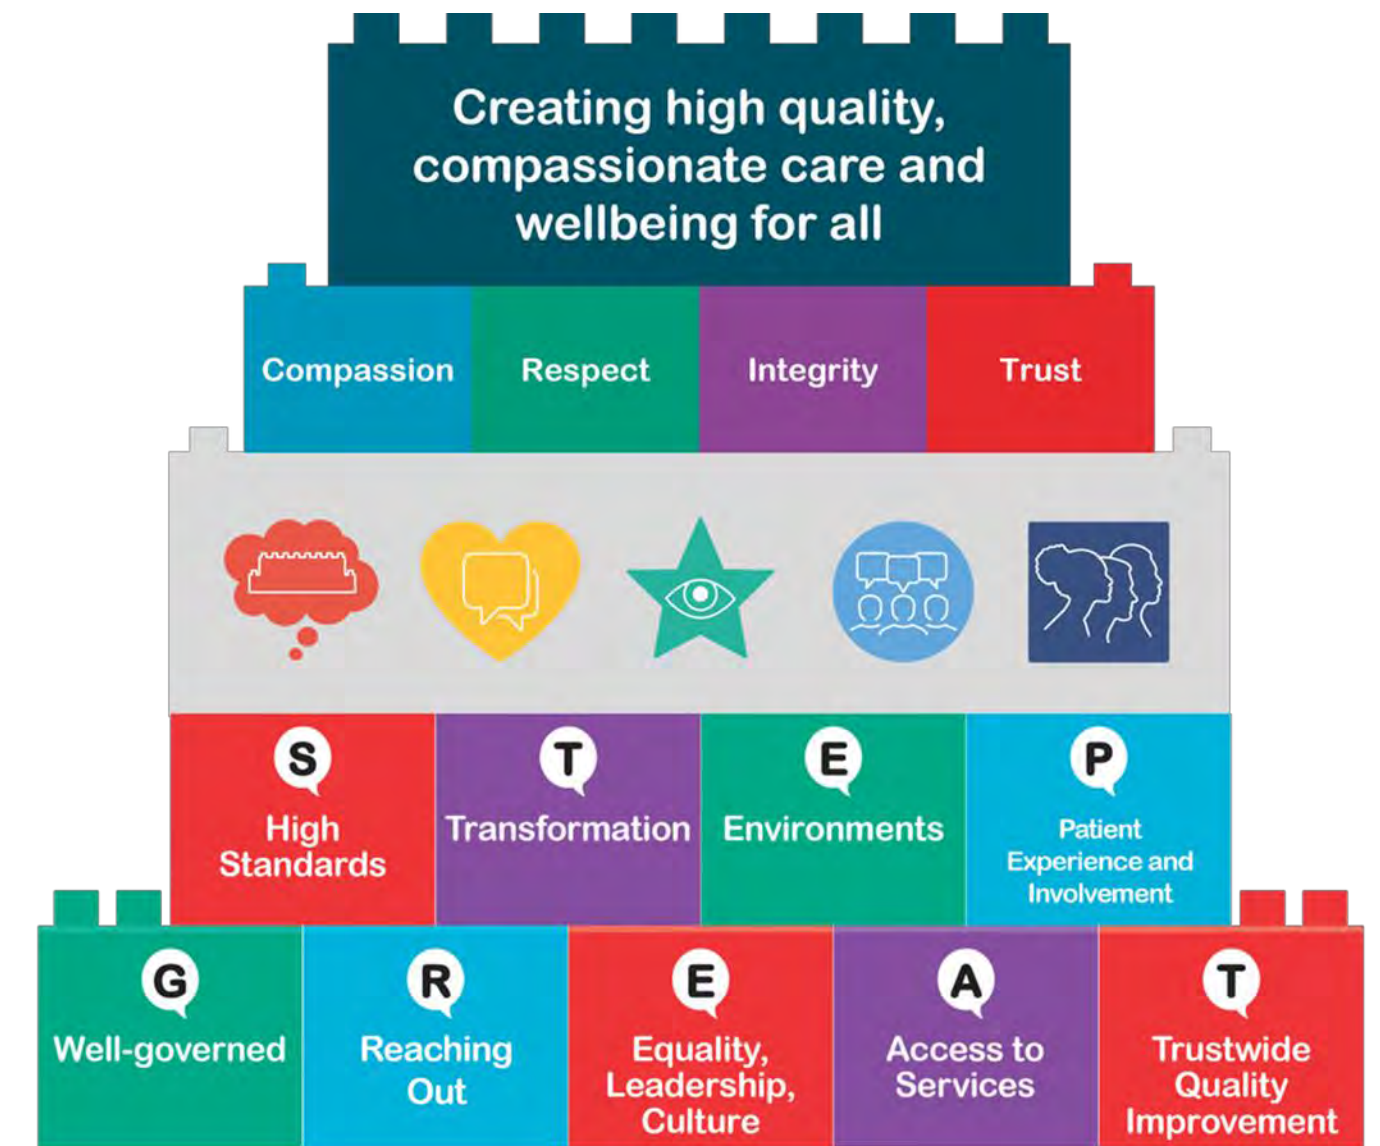 Creating high quality,
compassionate care and
wellbeing for all
Compassion
Respect
Integrity
Trust
S
High
Standards
T
Transformation
E
Environments
P
Patient
Experience and
Involvement
G
Well-governed
R
Reaching
Out
E
Equality,
Leadership,
Culture
A
Access to
Services
T
Trustwide
Quality
Improvement